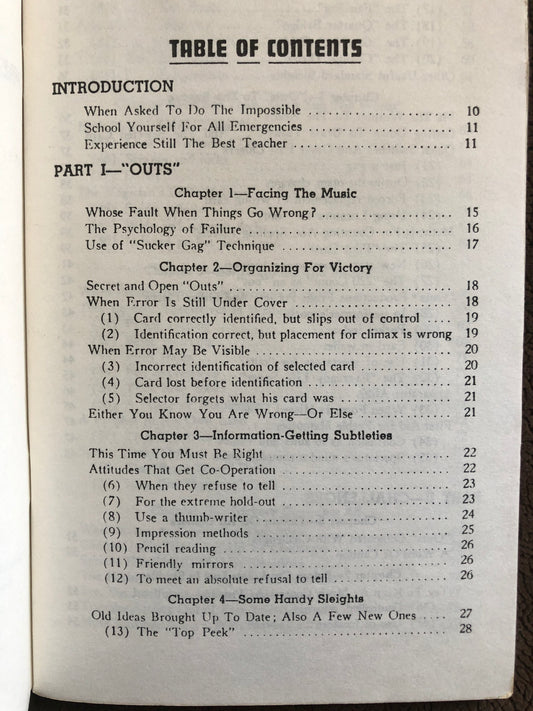 TABLE OF CONTENTS
INTRODUCTION
When Asked To Do The Impossible .................... 10
School Yourself For All Emergencies .................... 11
Experience Still The Best Teacher .................... 11
PART I—"OUTS"
Chapter 1—Facing The Music
Whose Fault When Things Go Wrong? .................... 15
The Psychology of Failure .................... 16
Use of "Sucker Gag" Technique .................... 17
Chapter 2—Organizing For Victory
Secret and Open "Outs" .................... 18
When Error Is Still Under Cover .................... 18
(1) Card correctly identified, but slips out of control .... 19
(2) Identification correct, but placement for climax is wrong 19
When Error May Be Visible .................... 20
(3) Incorrect identification of selected card .................... 20
(4) Card lost before identification .................... 21
(5) Selector forgets what his card was .................... 21
Either You Know You Are Wrong—Or Else .................... 21
Chapter 3—Information-Getting Subtleties
This Time You Must Be Right .................... 22
Attitudes That Get Co-Operation .................... 22
(6) When they refuse to tell .................... 23
(7) For the extreme hold-out .................... 23
(8) Use a thumb-writer .................... 24
(9) Impression methods .................... 25
(10) Pencil reading .................... 26
(11) Friendly mirrors .................... 26
(12) To meet an absolute refusal to tell .................... 26
Chapter 4—Some Handy Sleights
Old Ideas Brought Up To Date; Also A Few New Ones .... 27
(13) The "Top Peek" .................... 28